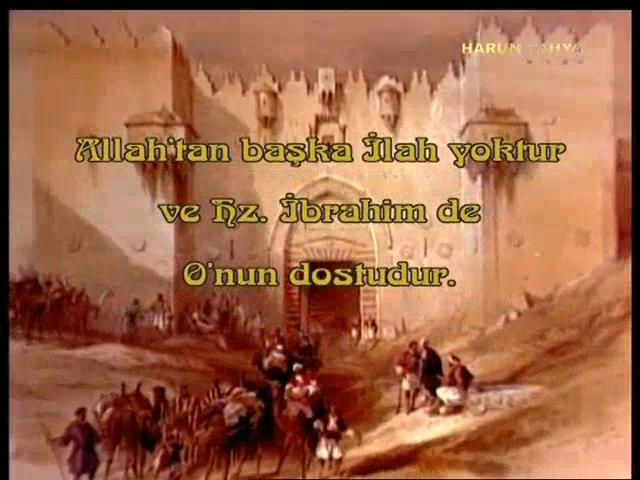 HARUN YAHYA
Allah'tan başka İlah yoktur
ve Hz. İbrahim de
O'nun dostudur.